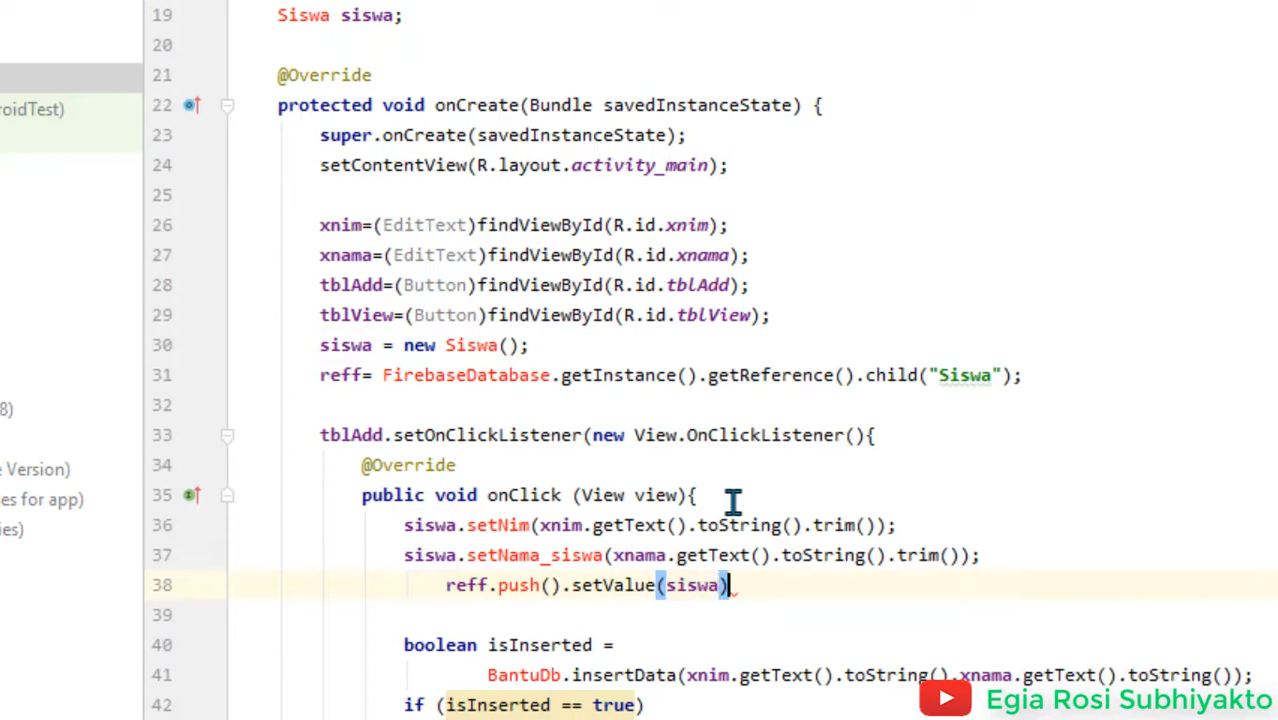 19 Siswa siswa;
20
21 @Override
22 protected void onCreate(Bundle savedInstanceState) {
roidTest)
23 super.onCreate(savedInstanceState);
24 setContentView(R.layout.activity_main);
25
26 xnim=(EditText)findViewById(R.id.xnim);
27 xnama=(EditText)findViewById(R.id.xnama);
28 tblAdd=(Button)findViewById(R.id.tblAdd);
29 tblView=(Button)findViewById(R.id.tblView);
30 siswa = new Siswa();
31 reff= FirebaseDatabase.getInstance().getReference().child("Siswa");
32
8)
33 tblAdd.setOnClickListener(new View.OnClickListener(){
34 @Override
e Version)
35 public void onClick (View view){
es for app)
36 siswa.setNim(xnim.getText().toString().trim());
ies)
37 siswa.setNama_siswa(xnama.getText().toString().trim());
38 reff.push().setValue(siswa)
39
40 boolean isInserted =
41 BantuDb.insertData(xnim.getText().toString(),xnama.getText().toString());
42 if (isInserted == true)
Egia Rosi Subhiyakto